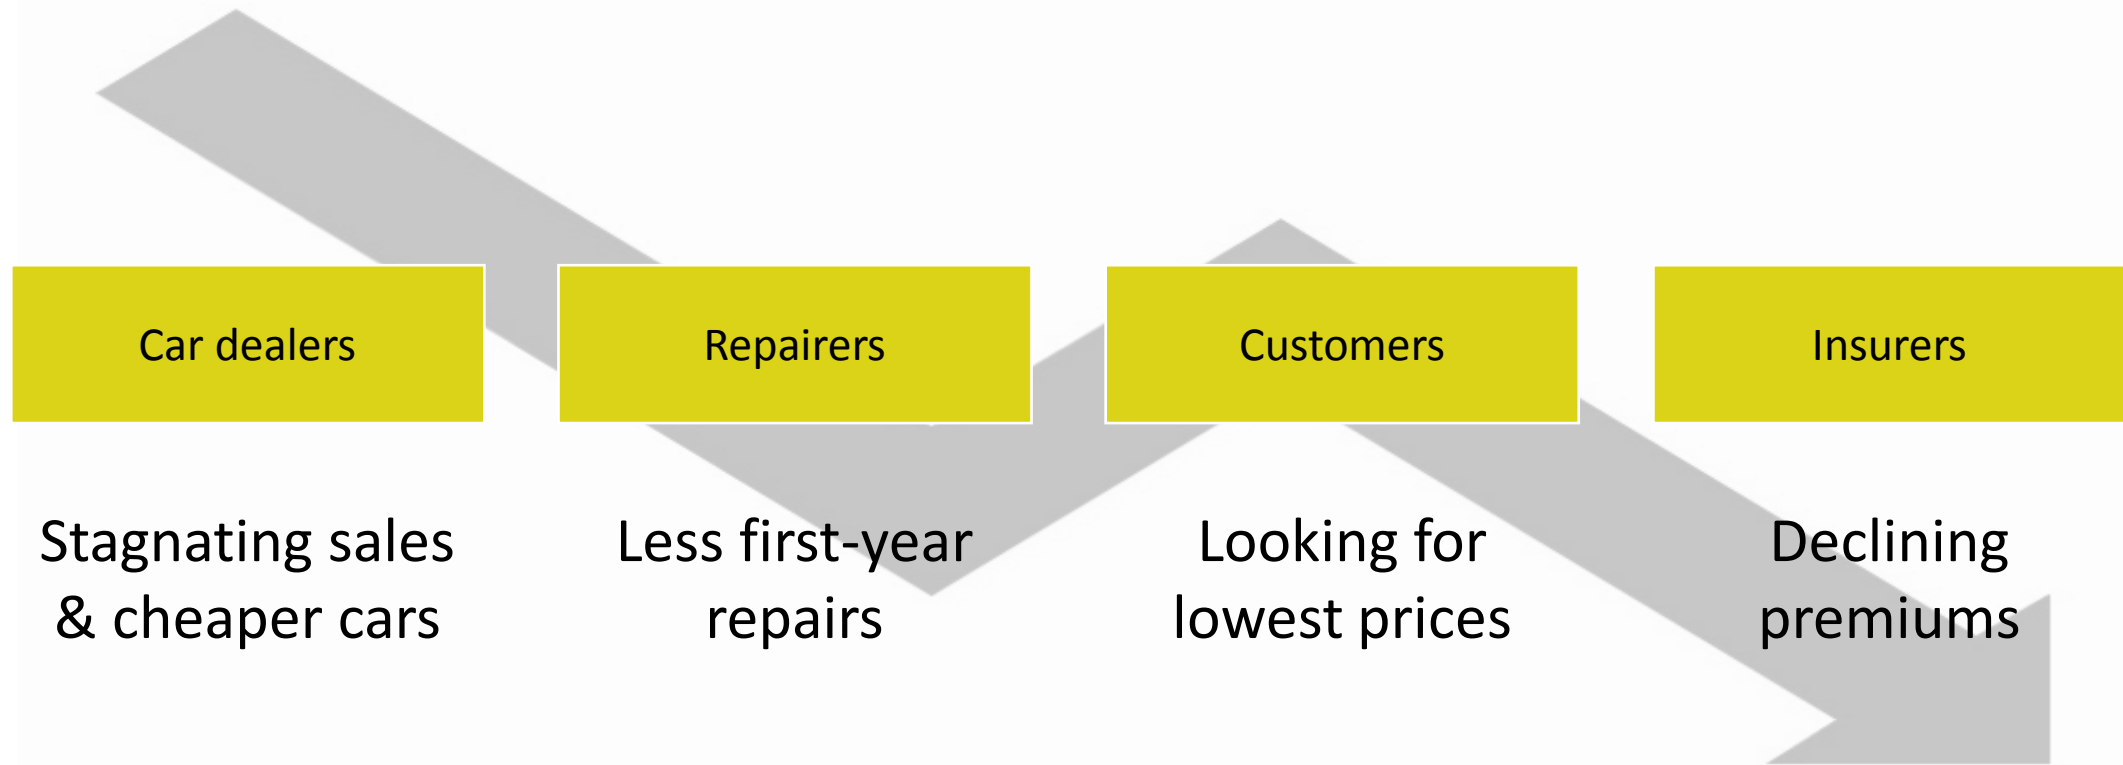 Car dealers
Repairers
Customers
Insurers
Stagnating sales
& cheaper cars
Less first-year
repairs
Looking for
lowest prices
Declining
premiums